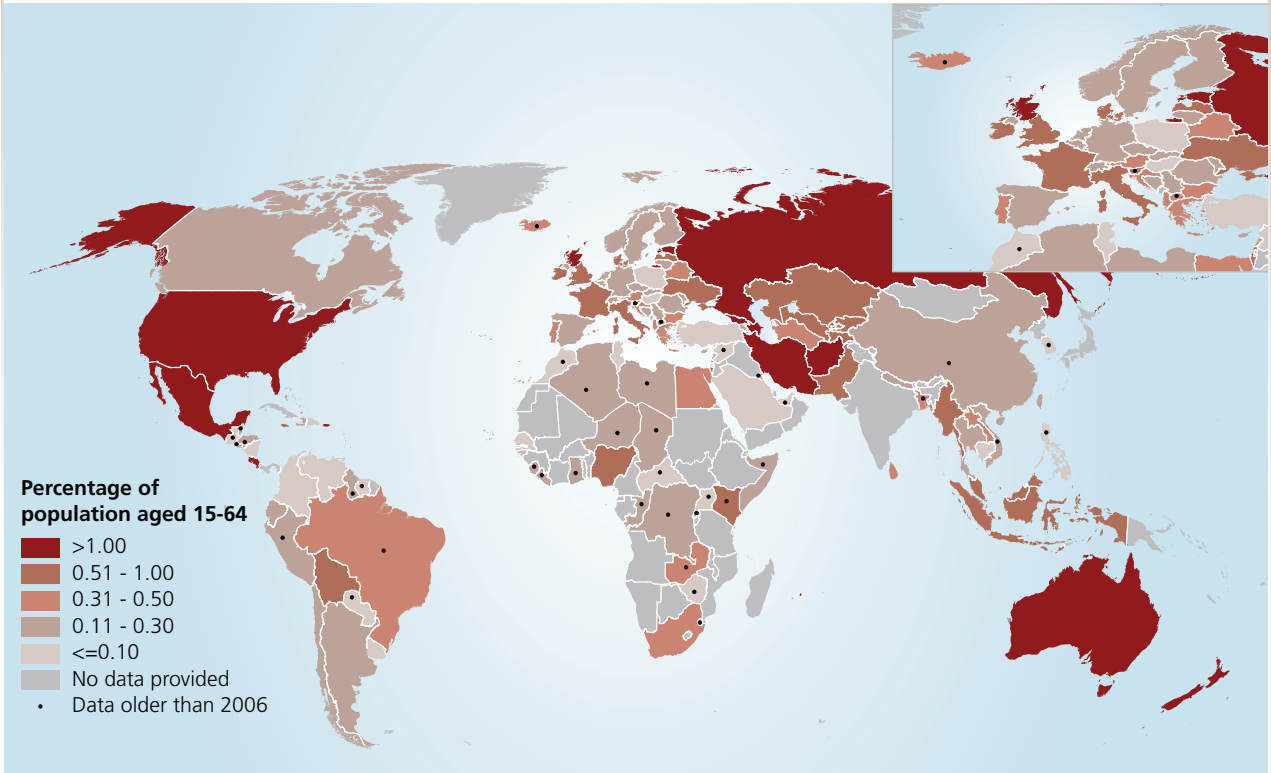 Percentage of
population aged 15-64
>1.00
0.51 - 1.00
0.31 - 0.50
0.11 - 0.30
<=0.10
No data provided
Data older than 2006